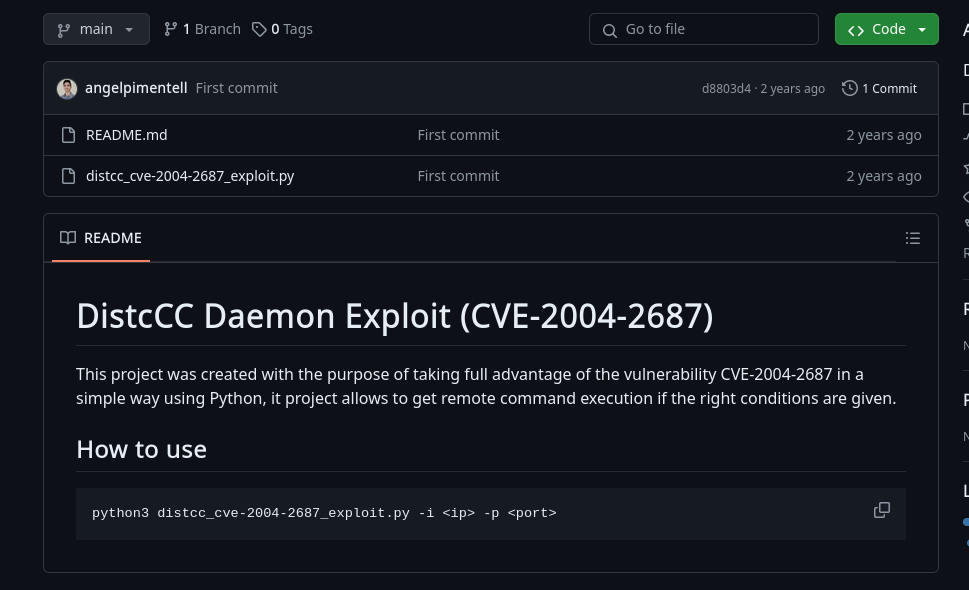 main
1 Branch
0 Tags
Go to file
Code
angelpimentell First commit
d8803d4 · 2 years ago
1 Commit
README.md First commit 2 years ago
distcc_cve-2004-2687_exploit.py First commit 2 years ago
README
DistcCC Daemon Exploit (CVE-2004-2687)
This project was created with the purpose of taking full advantage of the vulnerability CVE-2004-2687 in a
simple way using Python, it project allows to get remote command execution if the right conditions are given.
How to use
python3 distcc_cve-2004-2687_exploit.py -i <ip> -p <port>